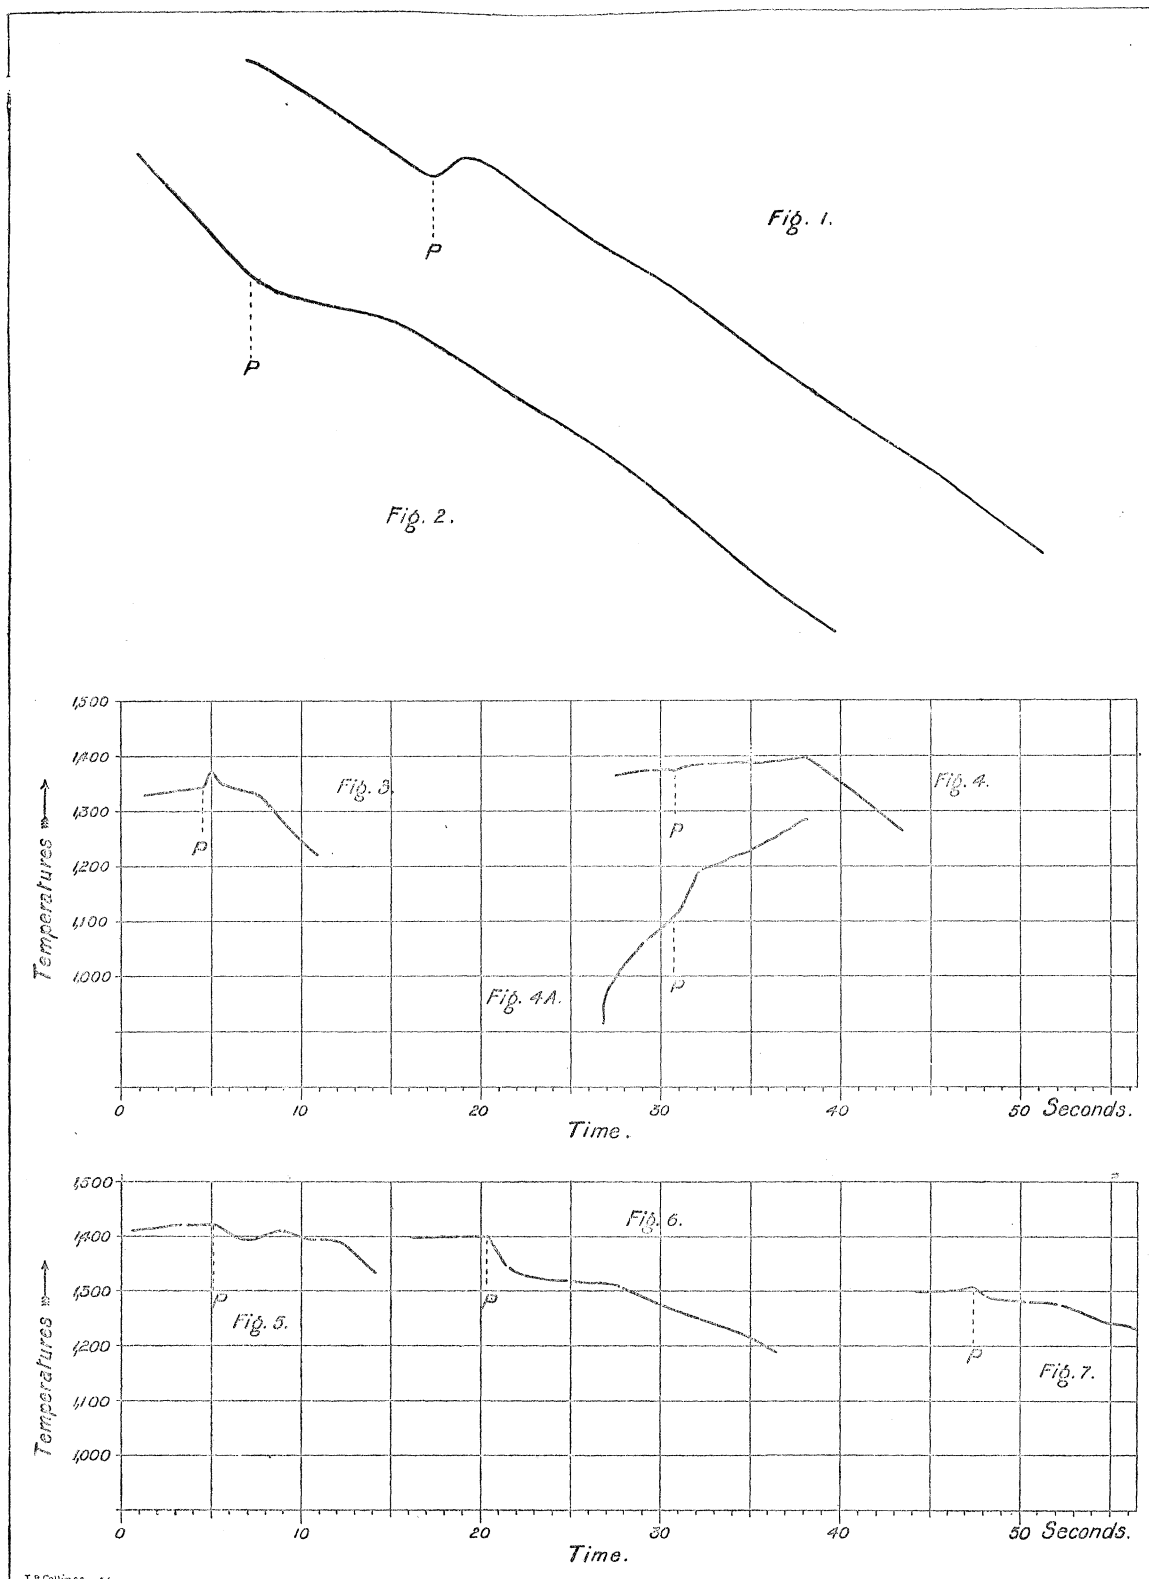 Fig. 1.
P
P
Fig. 2.
1,500
1,400
1,300
1,200
1,100
1,000
Temperatures
Fig. 3.
P
Fig. 4.
P
Fig. 4A.
P
0 10 20 30 40 50 Seconds.
Time.
1,500
1,400
1,300
1,200
1,100
1,000
Temperatures
P
Fig. 5.
Fig. 6.
P
P
Fig. 7.
0 10 20 30 40 50 Seconds.
Time.